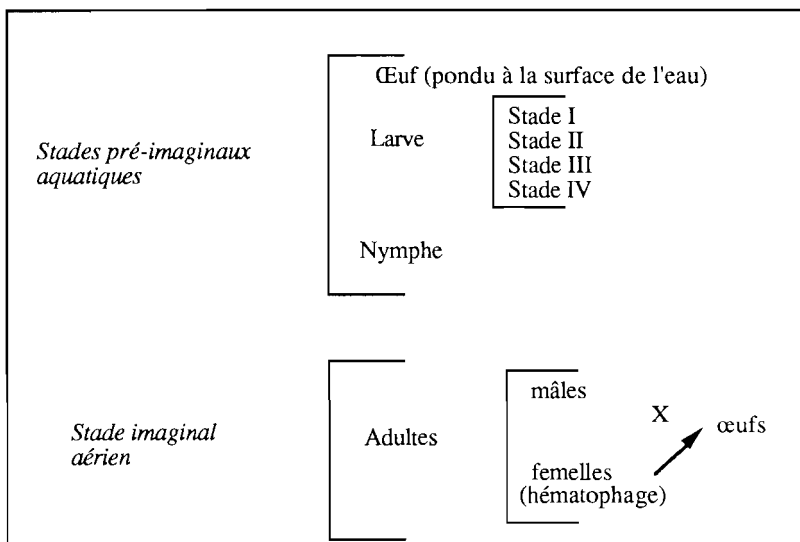 Œuf (pondu à la surface de l'eau)
Stades pré-imaginaux
aquatiques
Larve
Stade I
Stade II
Stade III
Stade IV
Nymphe
Stade imaginal
aérien
Adultes
mâles
X
œufs
femelles
(hématophage)